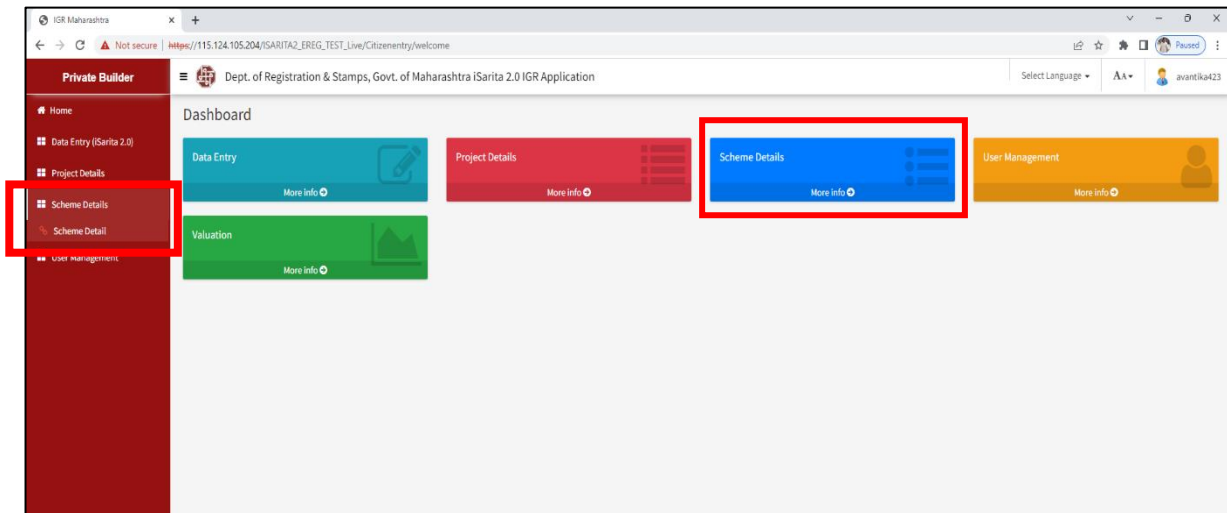 IGR Maharashtra
Not secure | https://115.124.105.204/ISARITA2_EREG_TEST_Live/Citizenentry/welcome
Paused
Private Builder
Dept. of Registration & Stamps, Govt. of Maharashtra iSarita 2.0 IGR Application
Select Language
AA
avantika423
Home
Data Entry (iSarita 2.0)
Project Details
Scheme Details
Scheme Detail
User Management
Dashboard
Data Entry
More info
Project Details
More info
Scheme Details
More info
User Management
More info
Valuation
More info